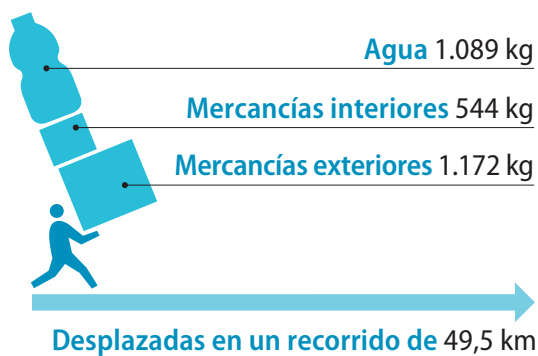 Agua 1.089 kg
Mercancías interiores 544 kg
Mercancías exteriores 1.172 kg
Desplazadas en un recorrido de 49,5 km